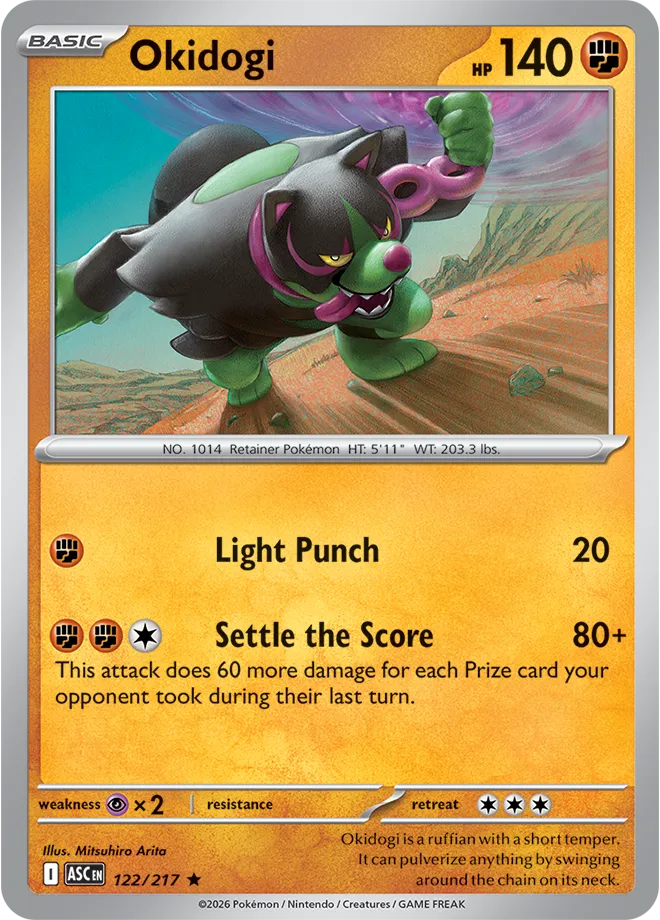 BASIC
Okidogi
HP 140
NO. 1014 Retainer Pokémon HT: 5'11" WT: 203.3 lbs.
Light Punch 20
Settle the Score 80+
This attack does 60 more damage for each Prize card your
opponent took during their last turn.
weakness ×2 resistance retreat
Illus. Mitsuhiro Arita
Okidogi is a ruffian with a short temper.
It can pulverize anything by swinging
around the chain on its neck.
I ASC EN 122/217 ★
©2026 Pokémon / Nintendo / Creatures / GAME FREAK